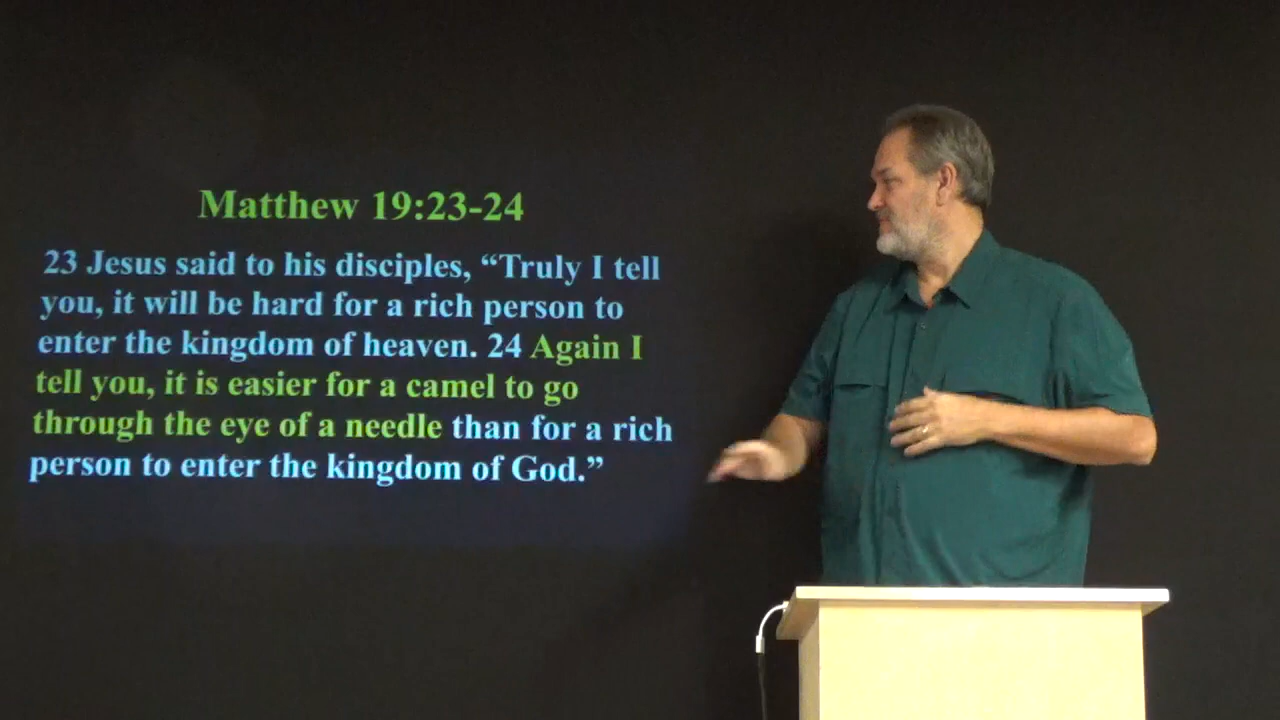 Matthew 19:23-24
23 Jesus said to his disciples, “Truly I tell
you, it will be hard for a rich person to
enter the kingdom of heaven. 24 Again I
tell you, it is easier for a camel to go
through the eye of a needle than for a rich
person to enter the kingdom of God.”